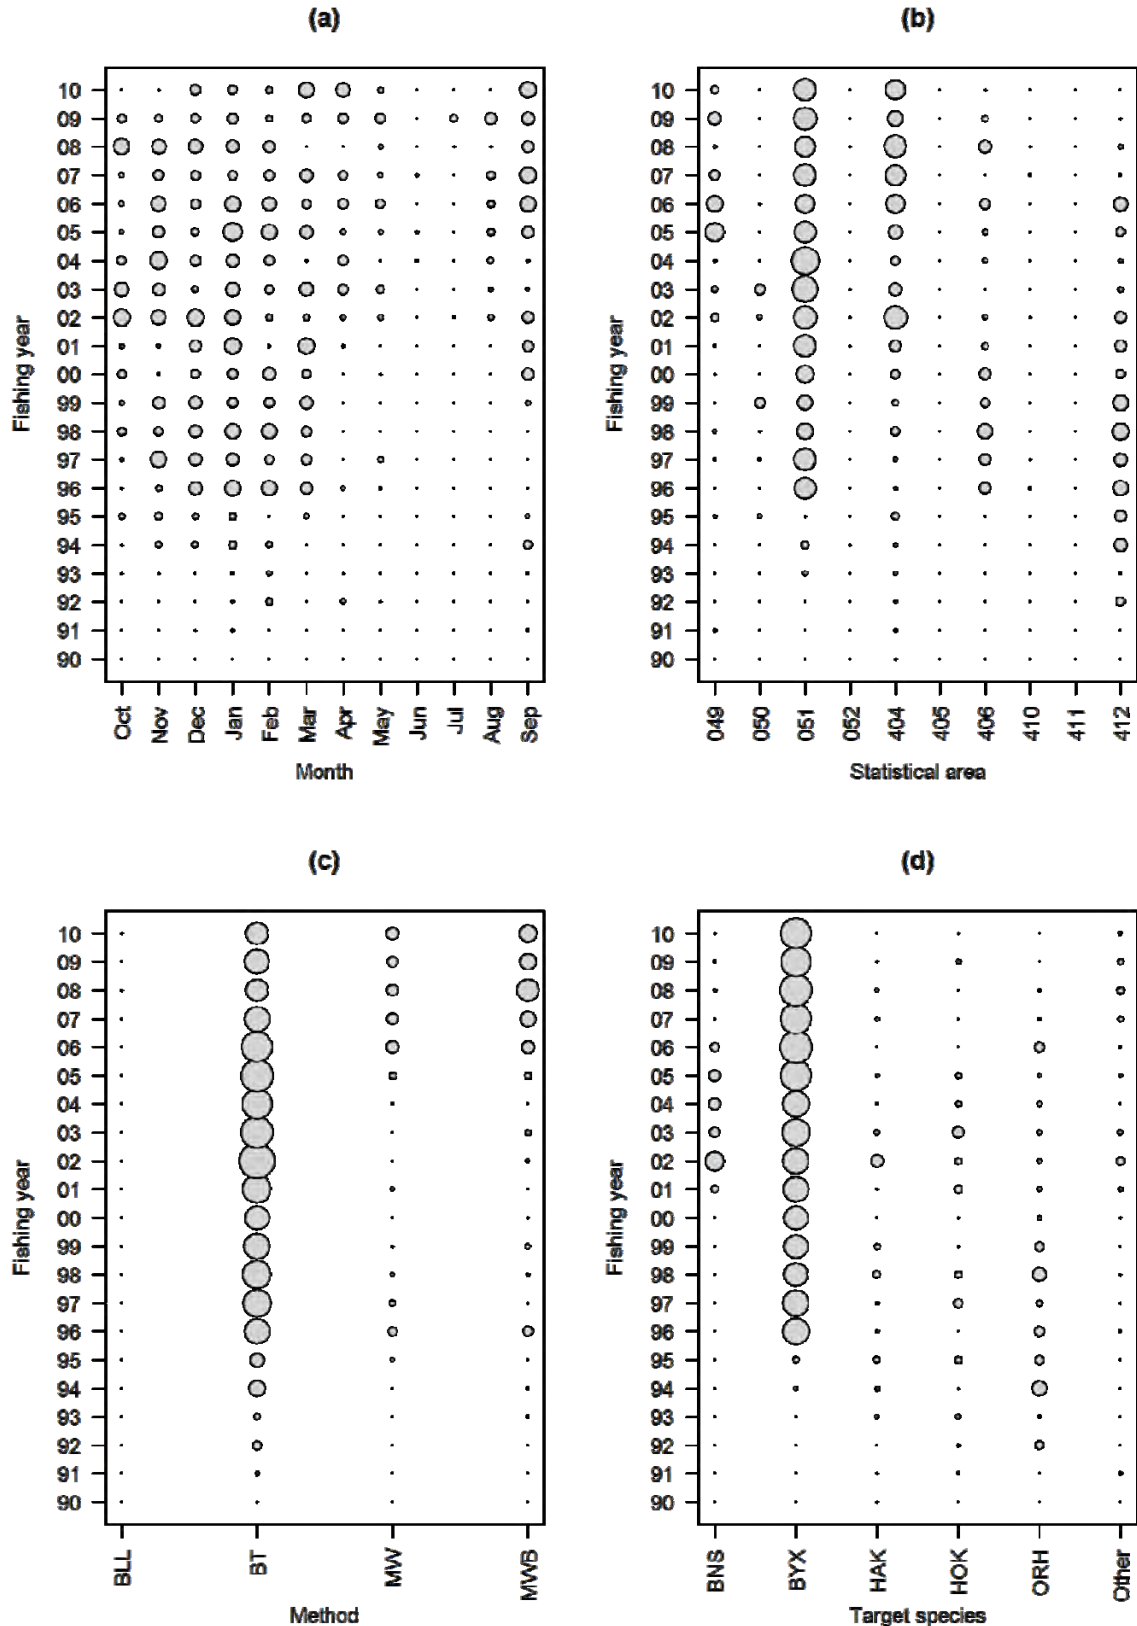 (a)
Fishing year
10
09
08
07
06
05
04
03
02
01
00
99
98
97
96
95
94
93
92
91
90
Oct
Nov
Dec
Jan
Feb
Mar
Apr
May
Jun
Jul
Aug
Sep
Month
(b)
Fishing year
10
09
08
07
06
05
04
03
02
01
00
99
98
97
96
95
94
93
92
91
90
049
050
051
052
404
405
406
410
411
412
Statistical area
(c)
Fishing year
10
09
08
07
06
05
04
03
02
01
00
99
98
97
96
95
94
93
92
91
90
BLL
BT
MW
MWB
Method
(d)
Fishing year
10
09
08
07
06
05
04
03
02
01
00
99
98
97
96
95
94
93
92
91
90
BNS
BYX
HAK
HOK
ORH
Other
Target species